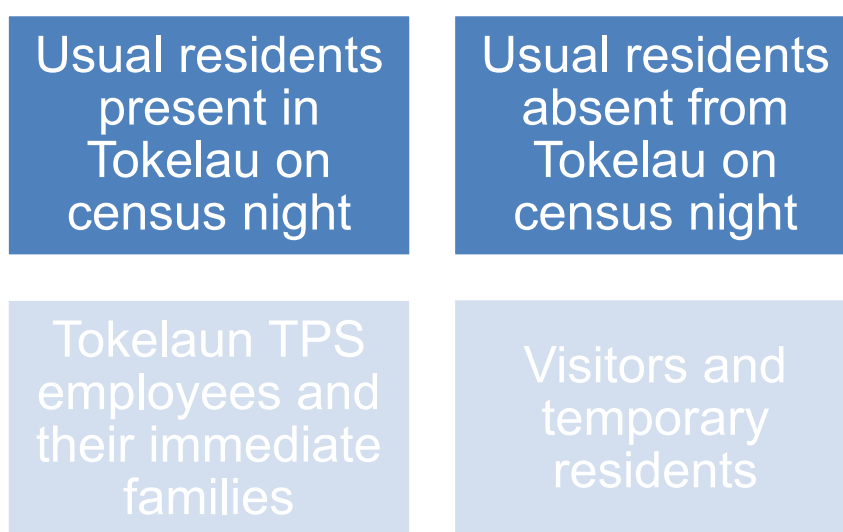 Usual residents
present in
Tokelau on
census night
Usual residents
absent from
Tokelau on
census night
Tokelaun TPS
employees and
their immediate
families
Visitors and
temporary
residents